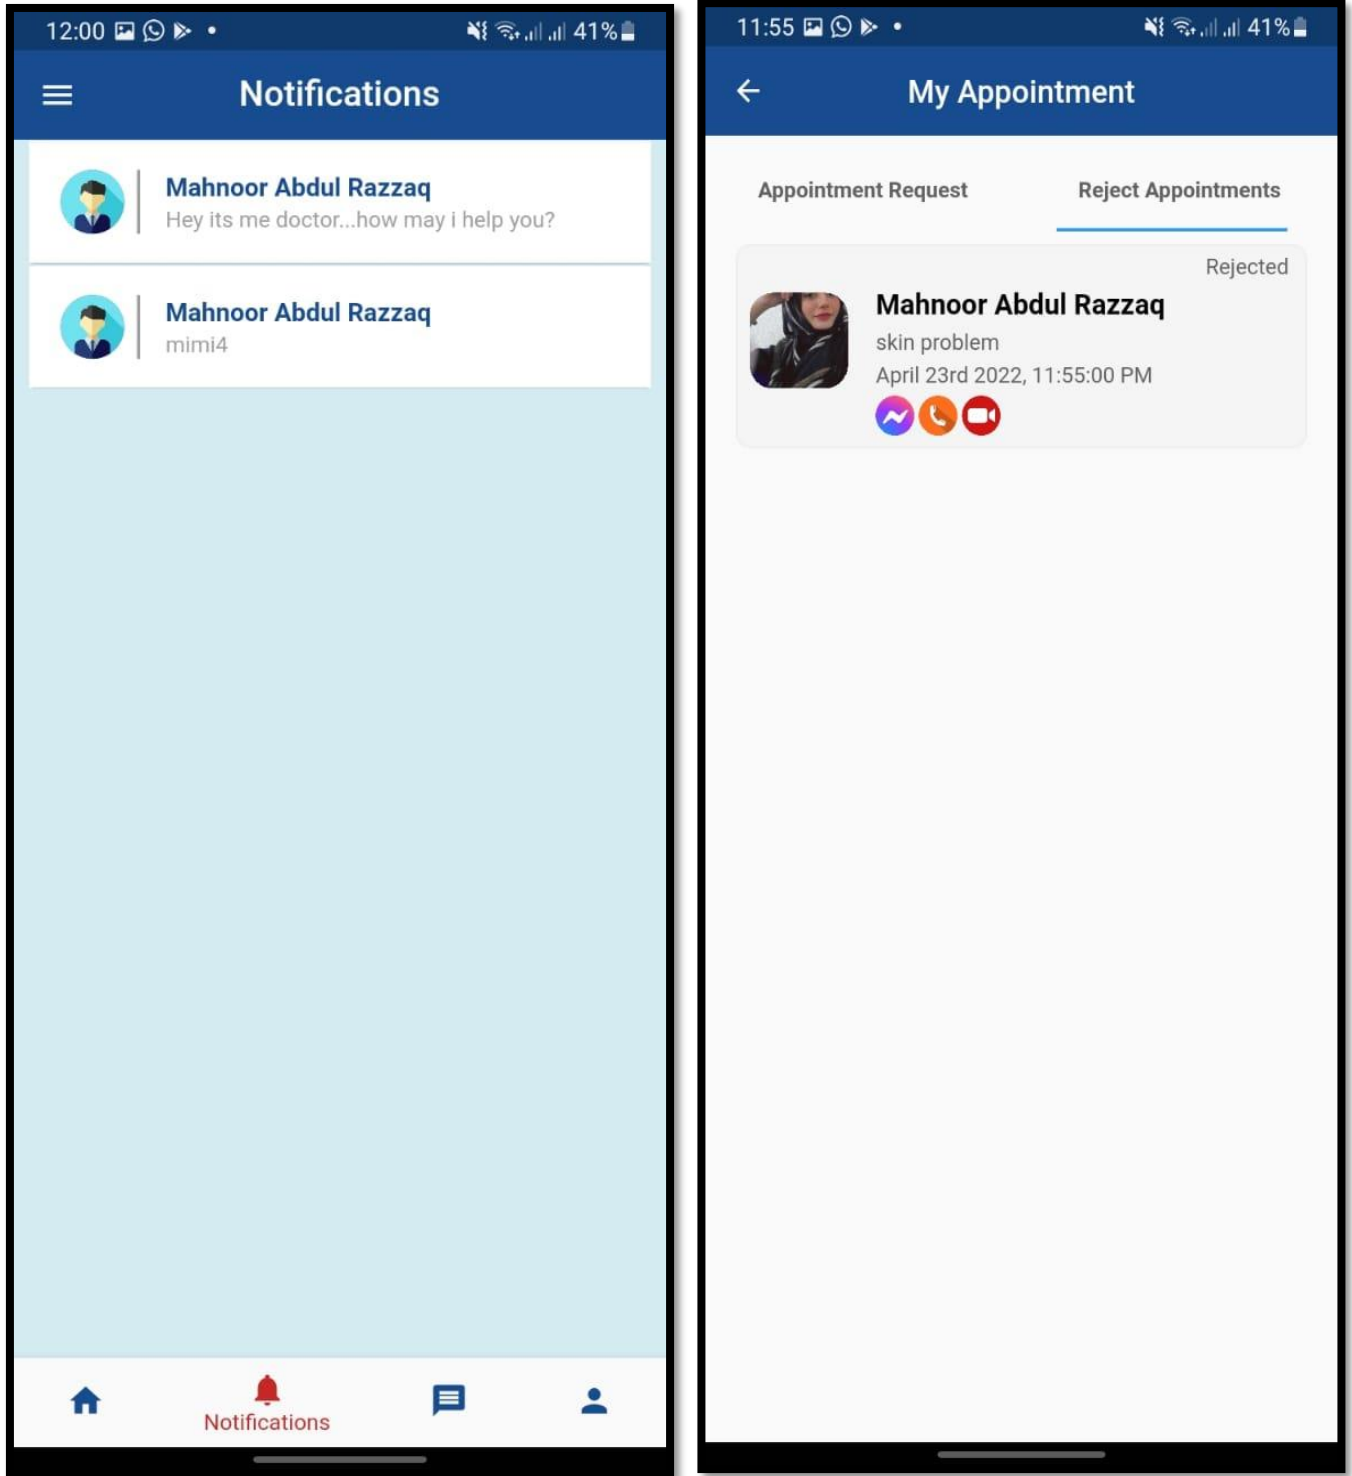 12:00
41%
Notifications
Mahnoor Abdul Razzaq
Hey its me doctor...how may i help you?
Mahnoor Abdul Razzaq
mimi4
Notifications
11:55
41%
My Appointment
Appointment Request
Reject Appointments
Rejected
Mahnoor Abdul Razzaq
skin problem
April 23rd 2022, 11:55:00 PM